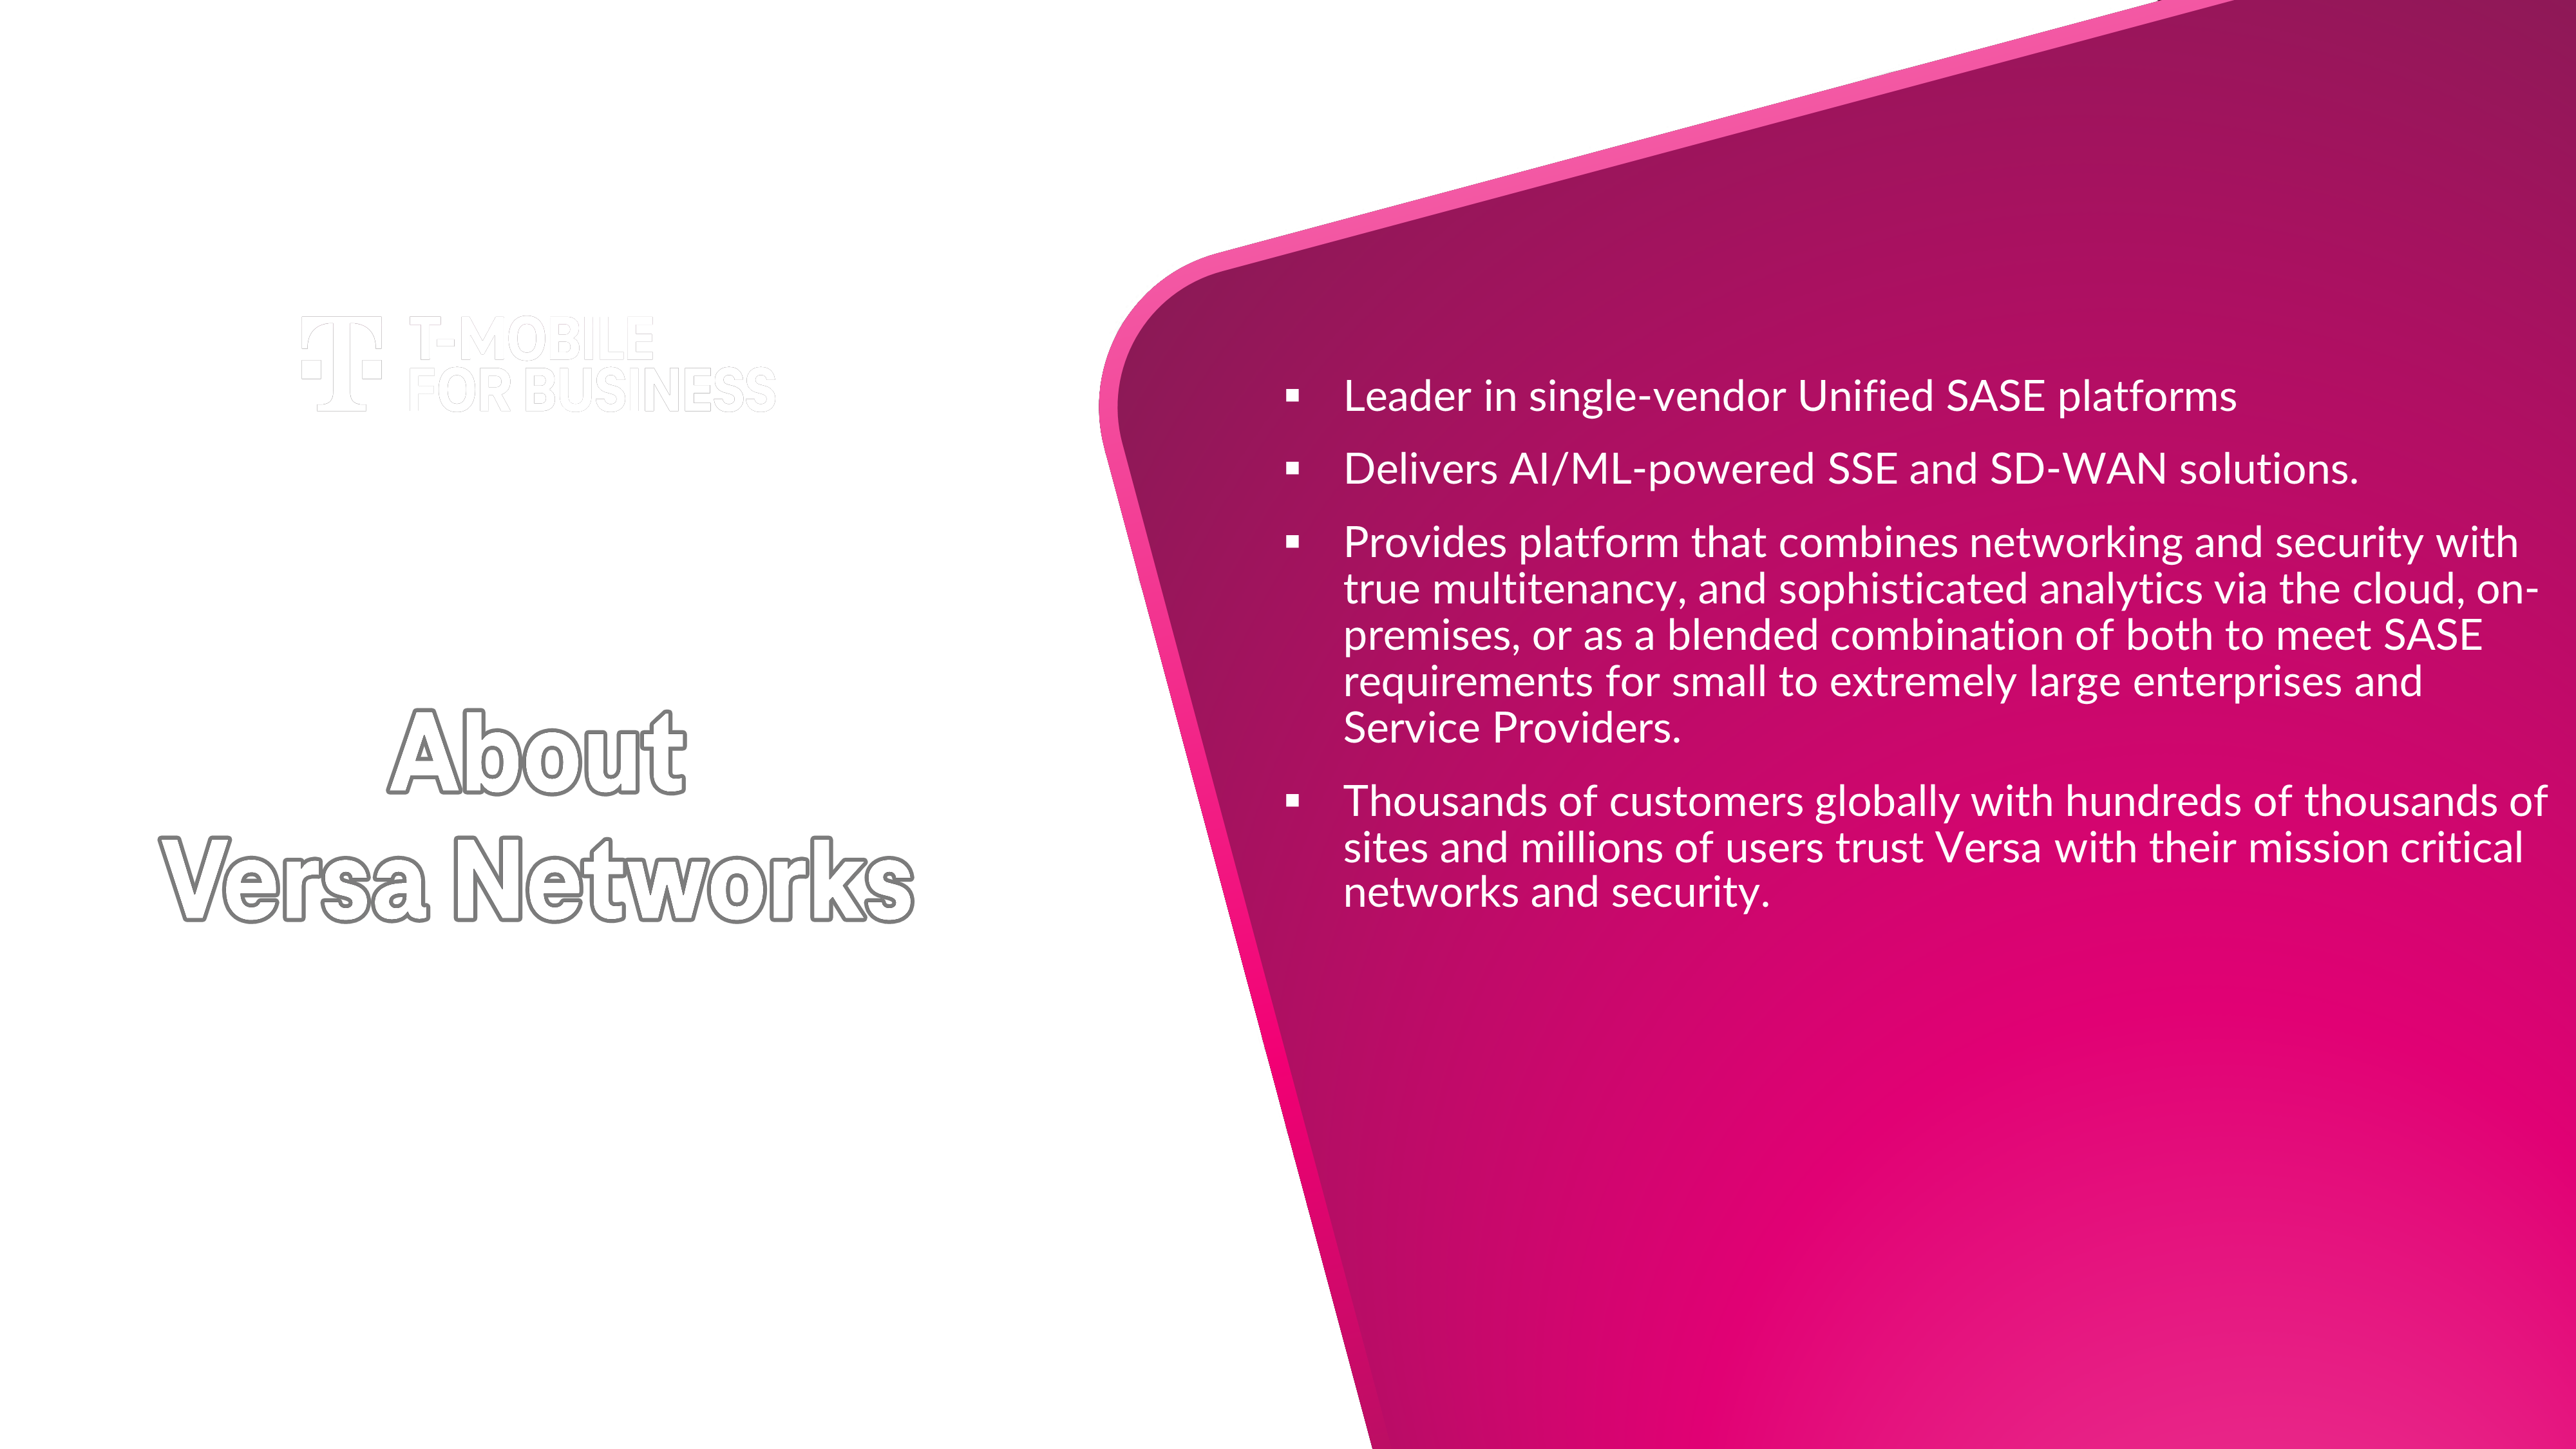 T-MOBILE
FOR BUSINESS
About
Versa Networks
▪ Leader in single-vendor Unified SASE platforms
▪ Delivers AI/ML-powered SSE and SD-WAN solutions.
▪ Provides platform that combines networking and security with
true multitenancy, and sophisticated analytics via the cloud, on-
premises, or as a blended combination of both to meet SASE
requirements for small to extremely large enterprises and
Service Providers.
▪ Thousands of customers globally with hundreds of thousands of
sites and millions of users trust Versa with their mission critical
networks and security.